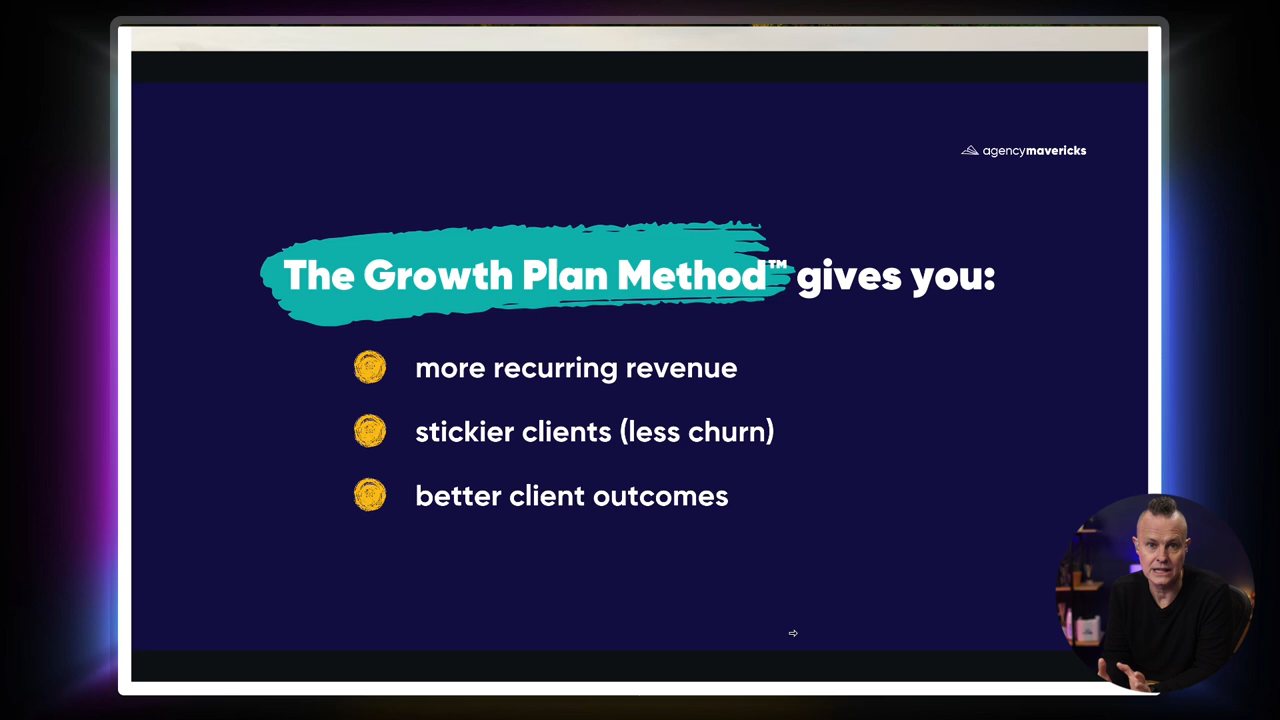 agencymavericks
The Growth Plan Method™ gives you:
more recurring revenue
stickier clients (less churn)
better client outcomes